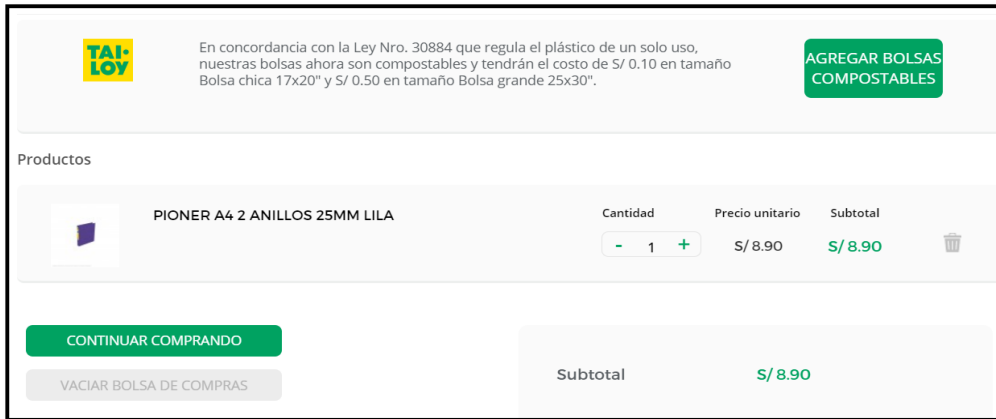 TAI-
LOY
En concordancia con la Ley Nro. 30884 que regula el plástico de un solo uso,
nuestras bolsas ahora son compostables y tendrán el costo de S/ 0.10 en tamaño
Bolsa chica 17x20" y S/ 0.50 en tamaño Bolsa grande 25x30".
AGREGAR BOLSAS
COMPOSTABLES
Productos
PIONER A4 2 ANILLOS 25MM LILA
Cantidad Precio unitario Subtotal
- 1 + S/ 8.90 S/ 8.90
CONTINUAR COMPRANDO
VACIAR BOLSA DE COMPRAS
Subtotal S/ 8.90